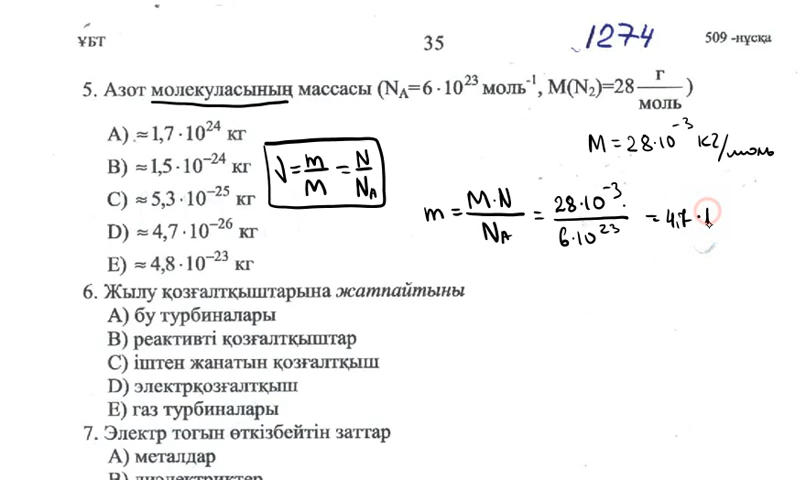 ҰБТ 35 1274 509 -нұсқа
5. Азот молекуласының массасы (N_A=6 · 10^23 моль^-1, M(N_2)=28 г/моль)
A) ≈ 1,7 · 10^24 кг
B) ≈ 1,5 · 10^-24 кг
C) ≈ 5,3 · 10^-25 кг
D) ≈ 4,7 · 10^-26 кг
E) ≈ 4,8 · 10^-23 кг
M = 28·10^-3 кг/моль
ν = m/M = N/N_A
m = M·N/N_A = 28·10^-3/6·10^23 = 4,7 · 1
6. Жылу қозғалтқыштарына жатпайтыны
A) бу турбиналары
B) реактивті қозғалтқыштар
C) іштен жанатын қозғалтқыш
D) электрқозғалтқыш
E) газ турбиналары
7. Электр тогын өткізбейтін заттар
A) металдар
B) диэлектриктер